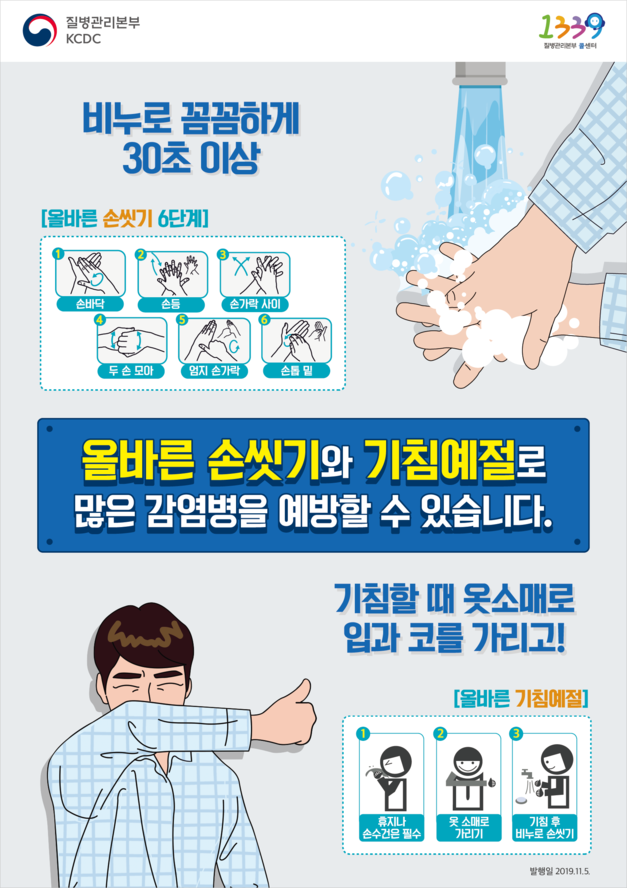 질병관리본부
KCDC
1339
질병관리본부 콜센터
비누로 꼼꼼하게
30초 이상
[올바른 손씻기 6단계]
1
손바닥
2
손등
3
손가락 사이
4
두 손 모아
5
엄지 손가락
6
손톱 밑
올바른 손씻기와 기침예절로
많은 감염병을 예방할 수 있습니다.
기침할 때 옷소매로
입과 코를 가리고!
[올바른 기침예절]
1
휴지나
손수건은 필수
2
옷 소매로
가리기
3
기침 후
비누로 손씻기
발행일 2019.11.5.